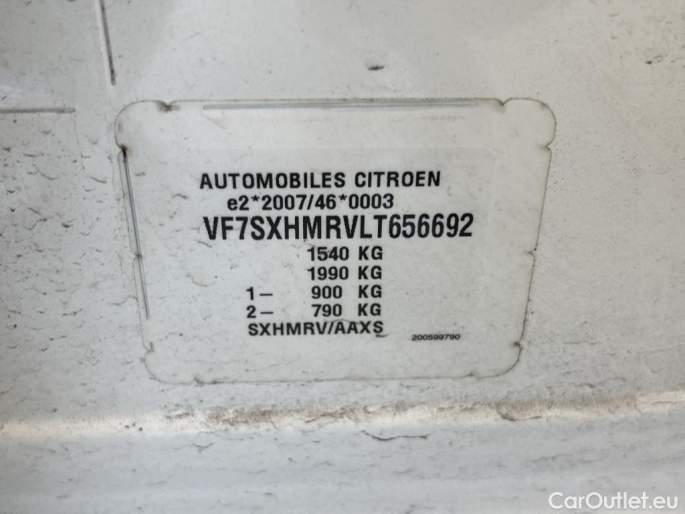 AUTOMOBILES CITROEN
e2*2007/46*0003
VF7SXHMRVLT656692
1540 KG
1990 KG
1- 900 KG
2- 790 KG
SXHMRV/AAXS
200599790
CarOutlet.eu